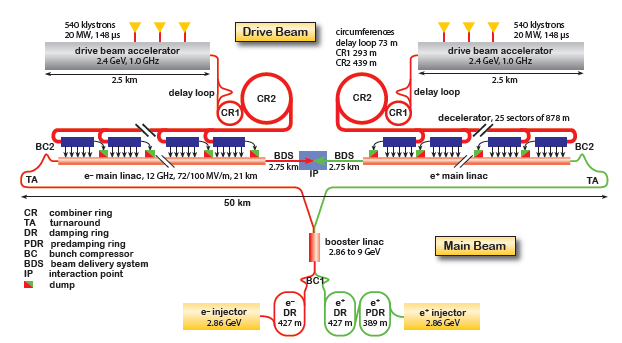 540 klystrons
20 MW, 148 µs
Drive Beam
circumferences
delay loop 73 m
CR1 293 m
CR2 439 m
540 klystrons
20 MW, 148 µs
drive beam accelerator
2.4 GeV, 1.0 GHz
drive beam accelerator
2.4 GeV, 1.0 GHz
2.5 km
2.5 km
delay loop
CR2
CR1
CR2
CR1
delay loop
decelerator, 25 sectors of 878 m
BC2
BDS
2.75 km
BDS
2.75 km
BC2
IP
TA
e– main linac, 12 GHz, 72/100 MV/m, 21 km
e+ main linac
TA
50 km
CR combiner ring
TA turnaround
DR damping ring
PDR predamping ring
BC bunch compressor
BDS beam delivery system
IP interaction point
dump
booster linac
2.86 to 9 GeV
Main Beam
BC1
e– injector
2.86 GeV
e–
DR
427 m
e+
DR
427 m
e+
PDR
389 m
e+ injector
2.86 GeV